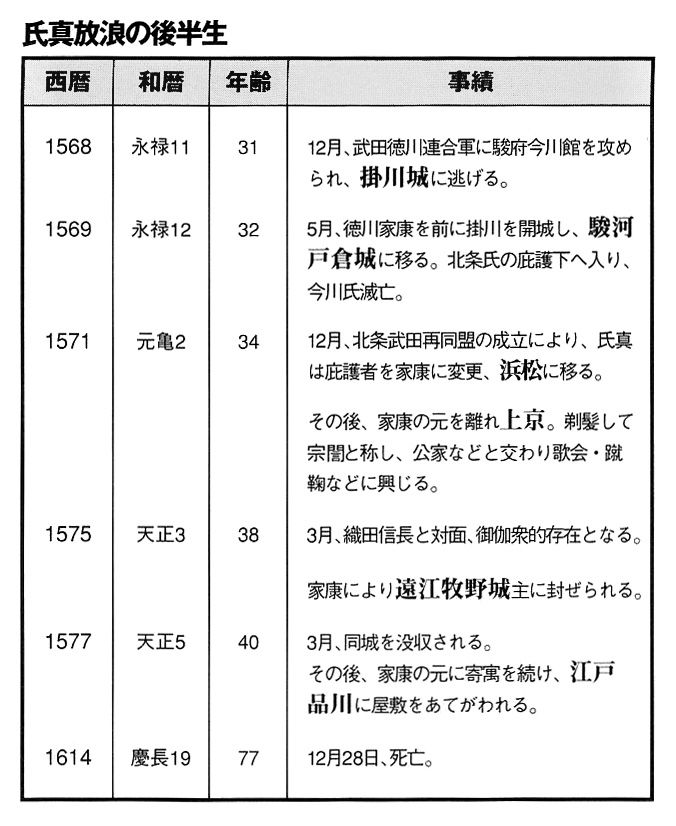 氏真放浪の後半生
西暦 和暦 年齢 事績
1568 永禄11 31 12月、武田徳川連合軍に駿府今川館を攻め
られ、掛川城に逃げる。
1569 永禄12 32 5月、徳川家康を前に掛川を開城し、駿河
戸倉城に移る。北条氏の庇護下へ入り、
今川氏滅亡。
1571 元亀2 34 12月、北条武田再同盟の成立により、氏真
は庇護者を家康に変更、浜松に移る。
その後、家康の元を離れ上京。剃髪して
宗誾と称し、公家などと交わり歌会・蹴
鞠などに興じる。
1575 天正3 38 3月、織田信長と対面、御伽衆的存在となる。
家康により遠江牧野城主に封ぜられる。
1577 天正5 40 3月、同城を没収される。
その後、家康の元に寄寓を続け、江戸
品川に屋敷をあてがわれる。
1614 慶長19 77 12月28日、死亡。